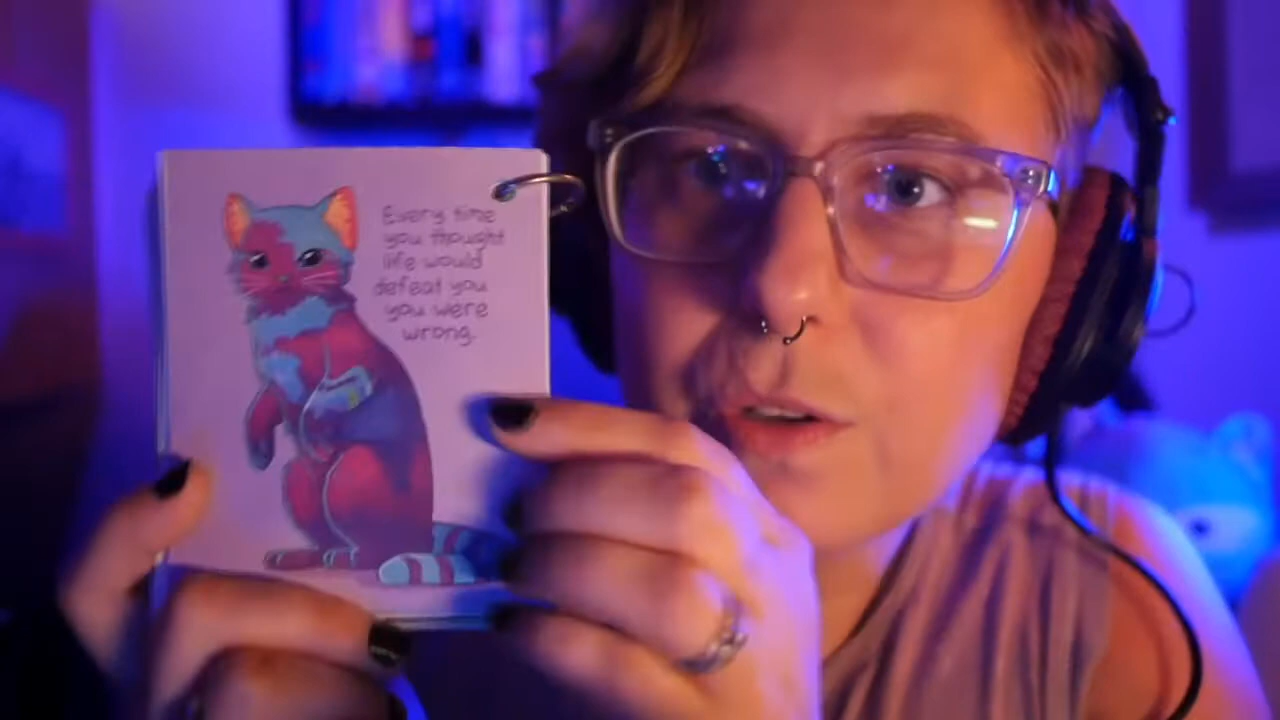 Every time
you thought
life would
defeat you
you were
wrong.